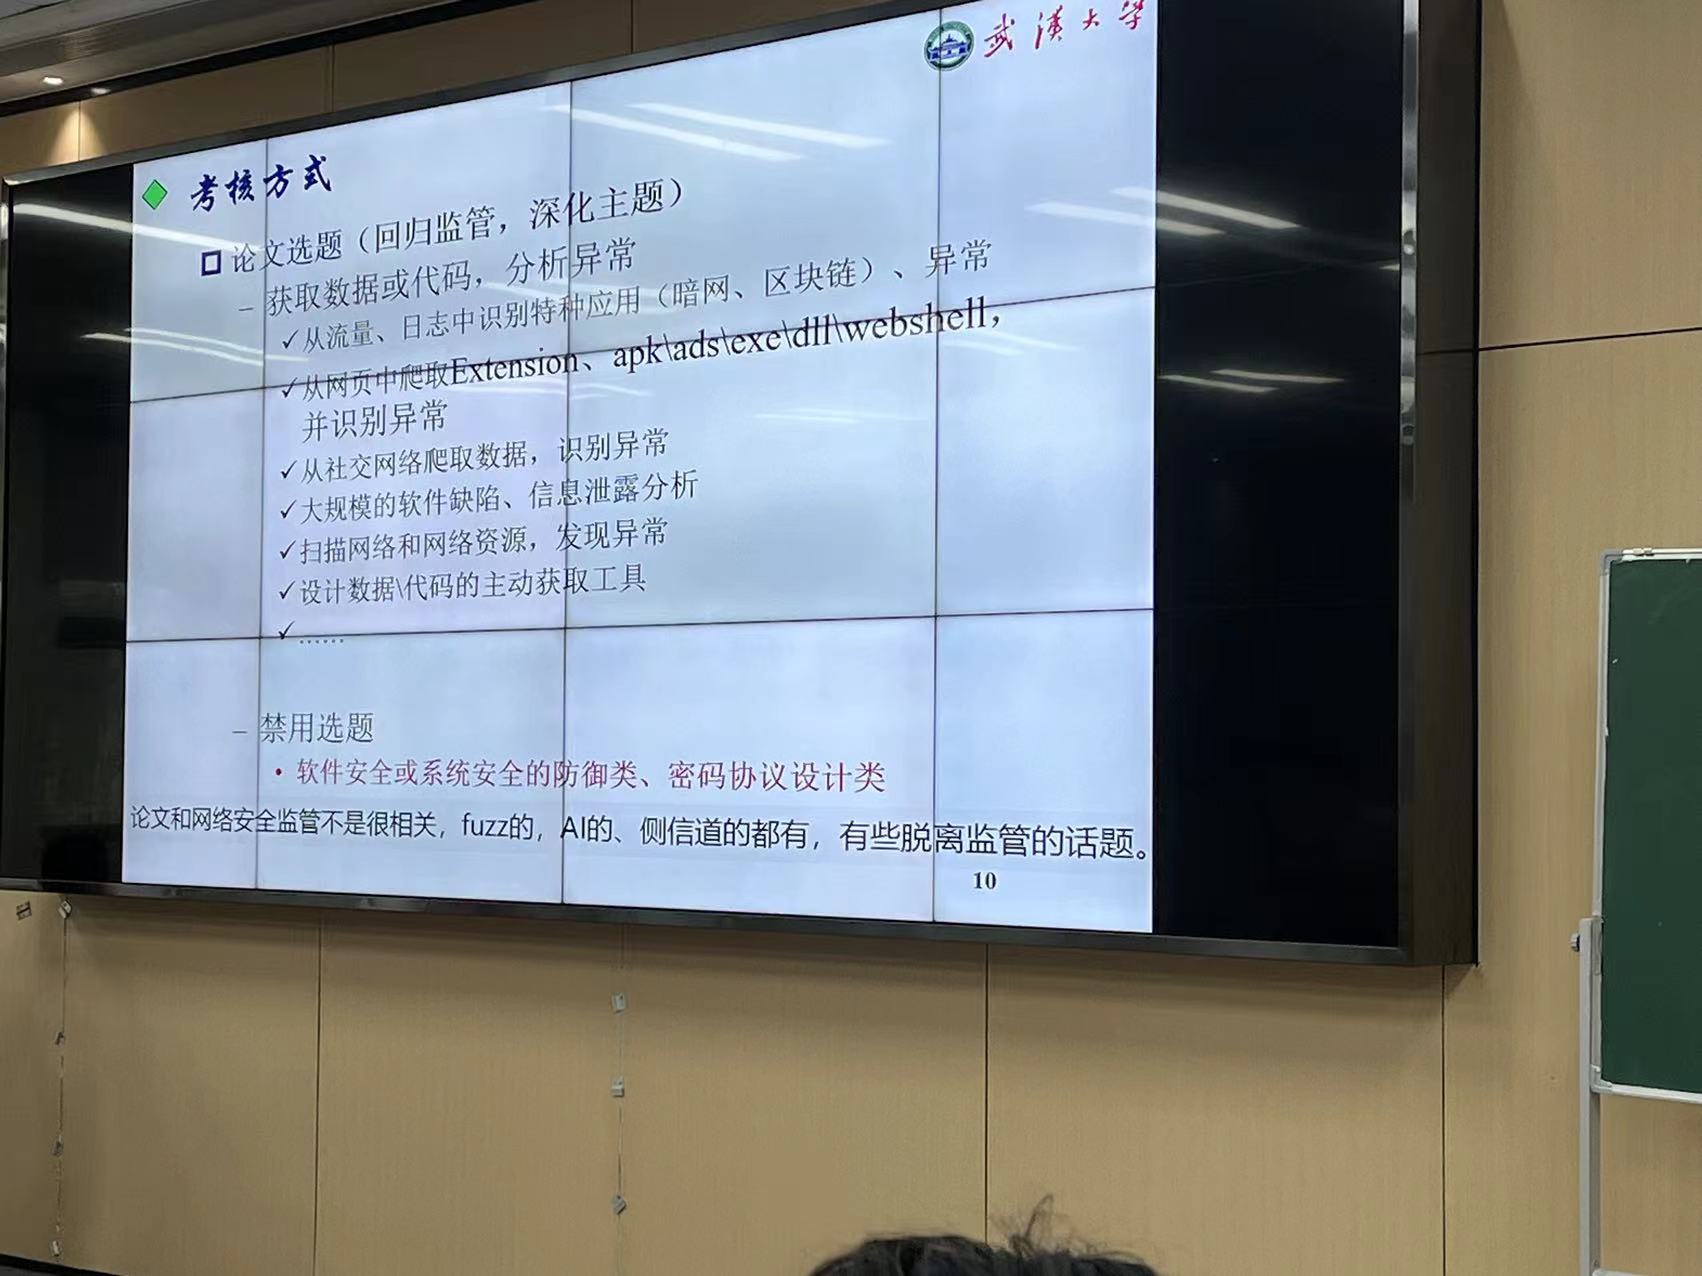 武漢大学
考核方式
论文选题（回归监管，深化主题）
– 获取数据或代码，分析异常
✓从流量、日志中识别特种应用（暗网、区块链）、异常
✓从网页中爬取Extension、apk\ads\exe\dll\webshell，
并识别异常
✓从社交网络爬取数据，识别异常
✓大规模的软件缺陷、信息泄露分析
✓扫描网络和网络资源，发现异常
✓设计数据\代码的主动获取工具
✓……
– 禁用选题
• 软件安全或系统安全的防御类、密码协议设计类
论文和网络安全监管不是很相关，fuzz的，AI的、侧信道的都有，有些脱离监管的话题。
10